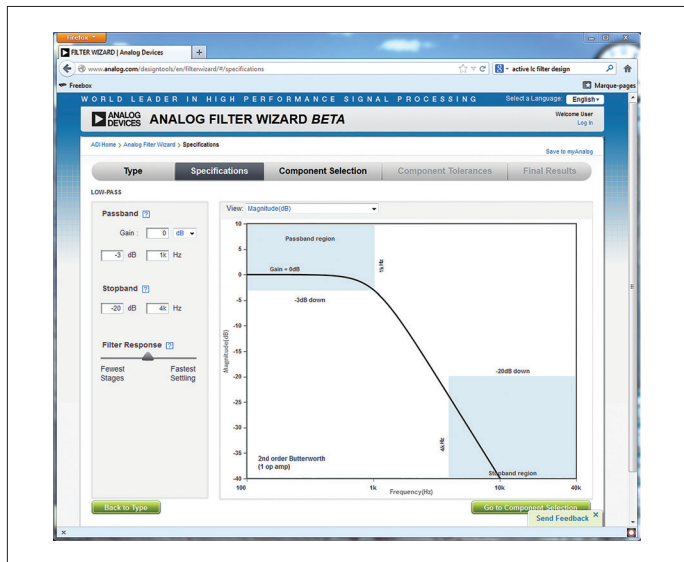 Firefox
FILTER WIZARD | Analog Devices
www.analog.com/designtools/en/filterwizard/#/specifications
active lc filter design
Freebox
Marque-pages
WORLD LEADER IN HIGH PERFORMANCE SIGNAL PROCESSING
Select a Language: English
ANALOG DEVICES
ANALOG FILTER WIZARD BETA
Welcome User
Log In
ADI Home > Analog Filter Wizard > Specifications
Save to myAnalog
Type
Specifications
Component Selection
Component Tolerances
Final Results
LOW-PASS
Passband [?]
Gain : 0 dB
-3 dB 1k Hz
Stopband [?]
-20 dB 4k Hz
Filter Response [?]
Fewest Stages
Fastest Settling
View: Magnitude(dB)
10
5
0
-5
-10
-15
-20
-25
-30
-35
-40
Magnitude(dB)
Passband region
1k Hz
Gain = 0dB
-3dB down
-20dB down
4k Hz
Stopband region
2nd order Butterworth
(1 op amp)
100
1k
10k
40k
Frequency(Hz)
Back to Type
Go to Component Selection
Send Feedback